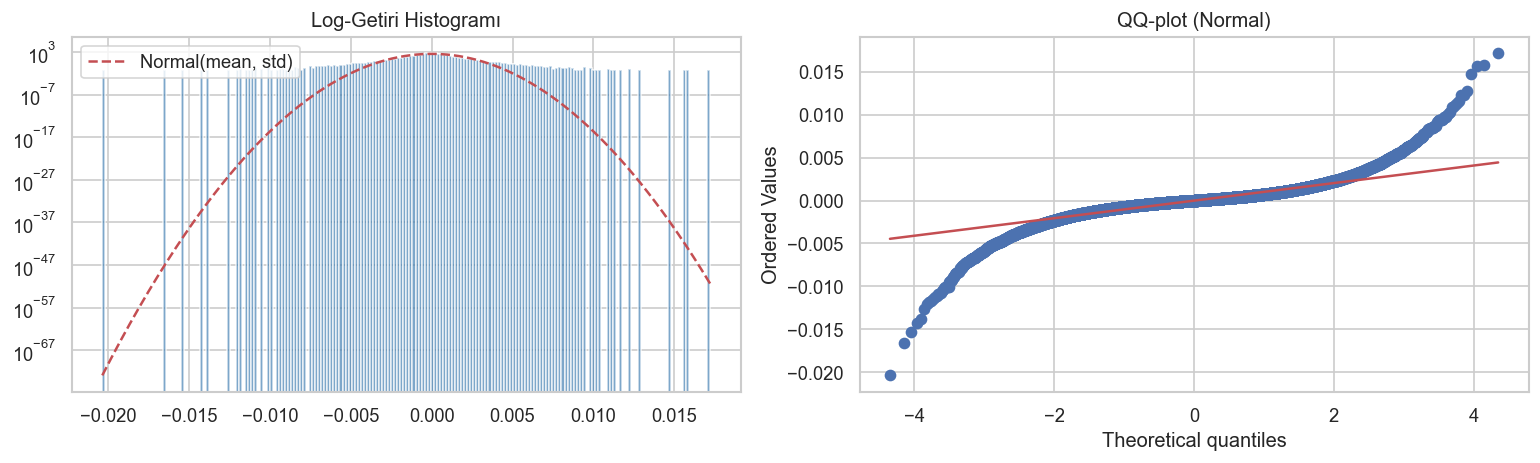 Log-Getiri Histogramı
Normal(mean, std)
10^3
10^-7
10^-17
10^-27
10^-37
10^-47
10^-57
10^-67
−0.020 −0.015 −0.010 −0.005 0.000 0.005 0.010 0.015
QQ-plot (Normal)
Ordered Values
0.015
0.010
0.005
0.000
−0.005
−0.010
−0.015
−0.020
−4 −2 0 2 4
Theoretical quantiles